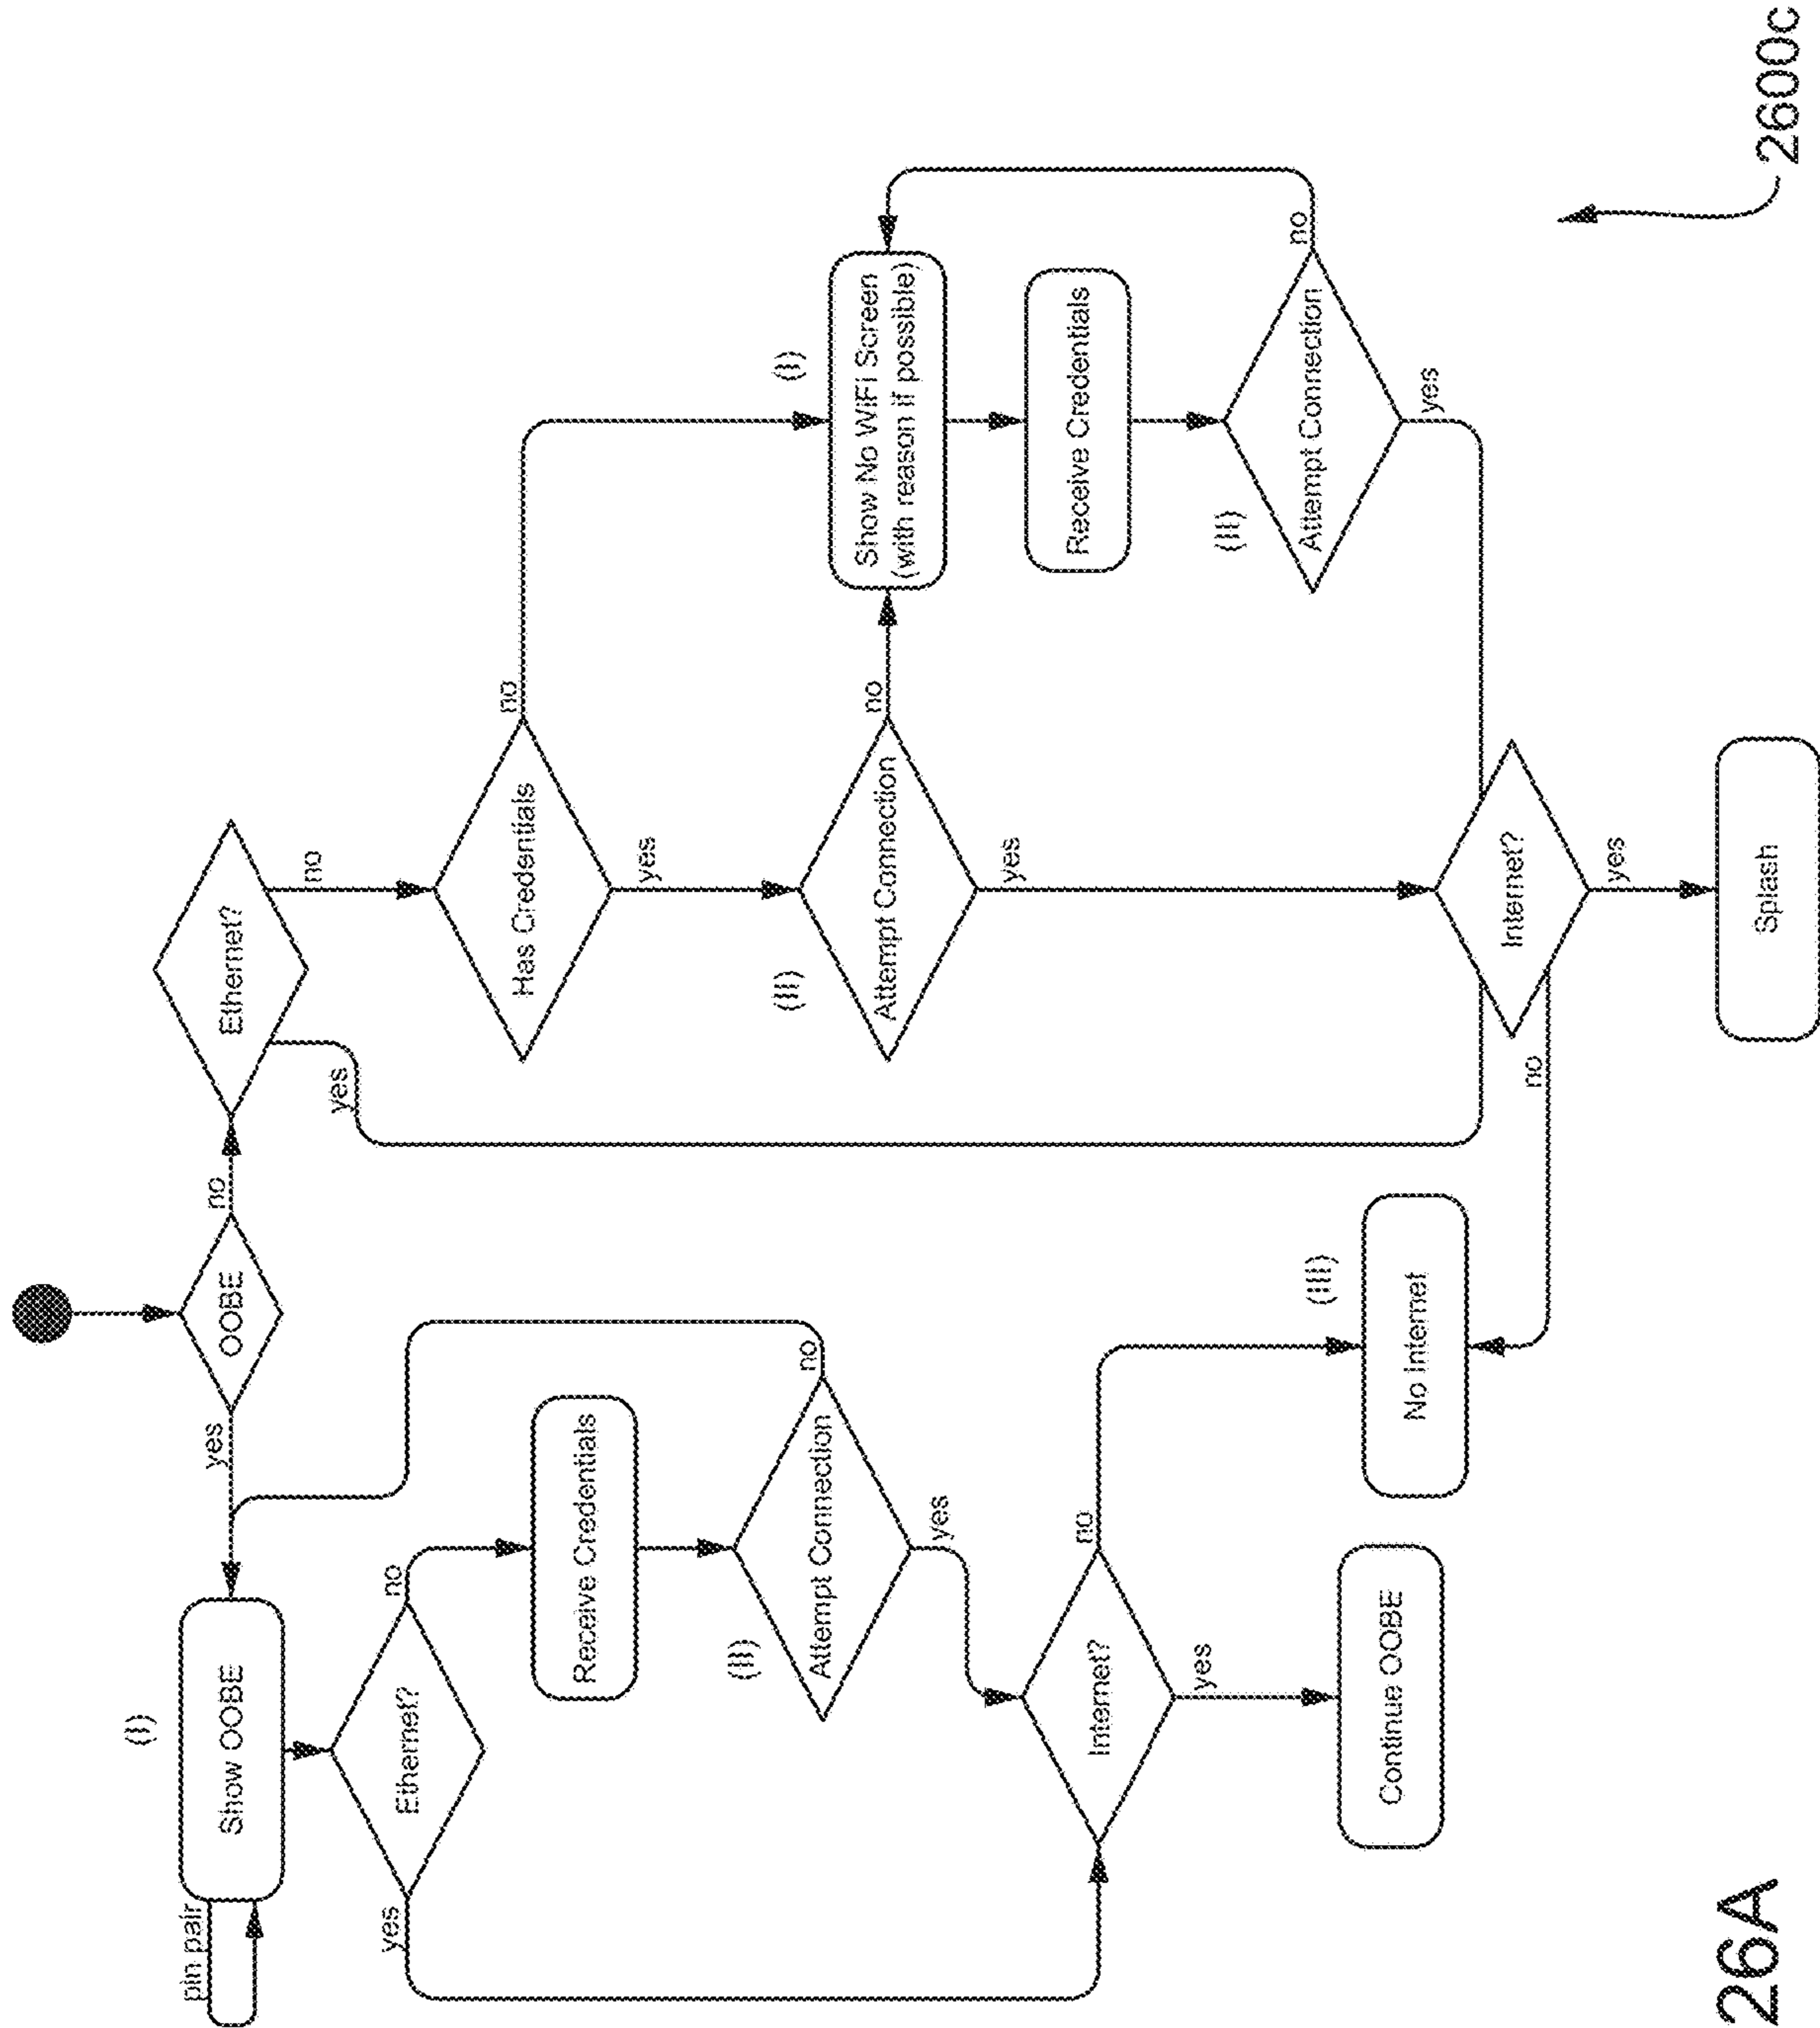 (I)
pin pair
yes
no
Show OOBE
OOBE
Ethernet?
no
yes
yes
no
Ethernet?
no
Has Credentials
Receive Credentials
yes
(II)
(II)
(I)
no
Attempt Connection
Attempt Connection
no
Show No WiFi Screen
(with reason if possible)
yes
yes
Receive Credentials
no
Internet?
yes
(II)
no
Attempt Connection
(III)
Continue OOBE
No Internet
yes
Internet?
no
yes
Splash
26A
2600c